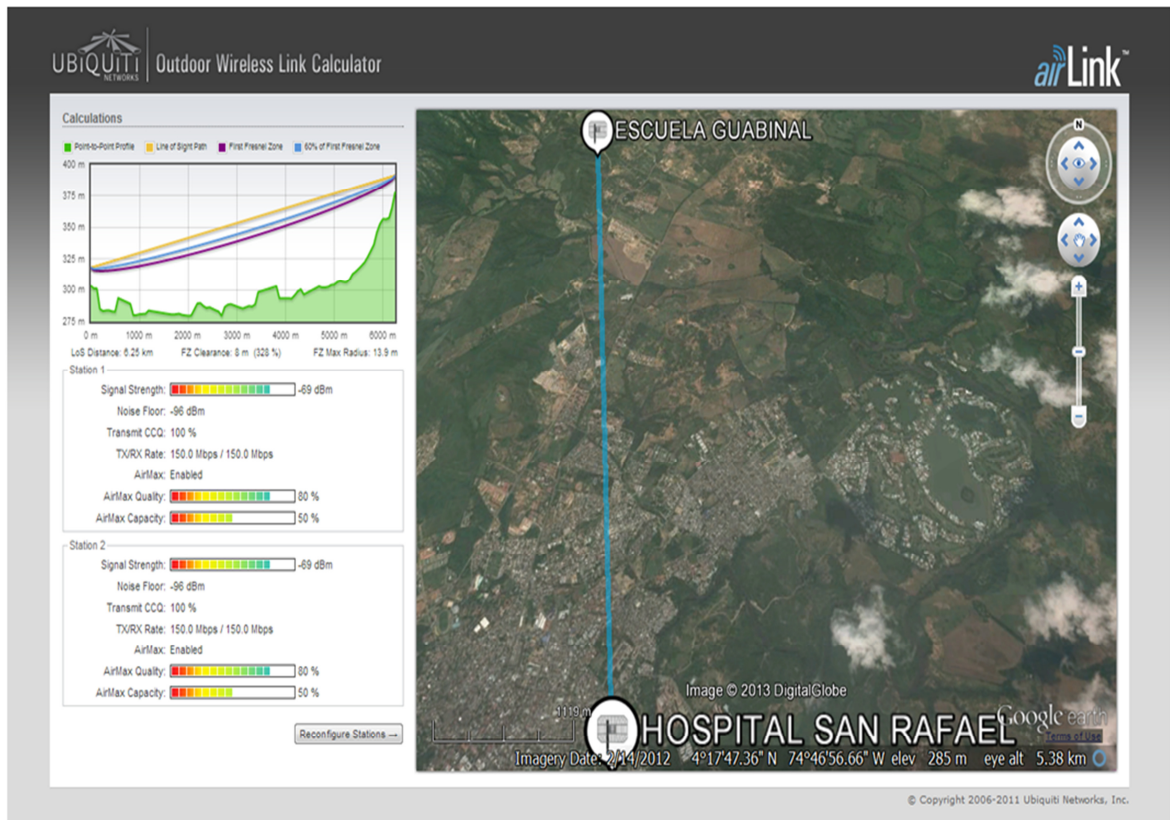 UBiQUiTi
NETWORKS
Outdoor Wireless Link Calculator
airLink™
Calculations
Point-to-Point Profile Line of Sight Path First Fresnel Zone 60% of First Fresnel Zone
400 m
375 m
350 m
325 m
300 m
275 m
0 m 1000 m 2000 m 3000 m 4000 m 5000 m 6000 m
LoS Distance: 6.25 km FZ Clearance: 8 m (328 %) FZ Max Radius: 13.9 m
Station 1
Signal Strength: -69 dBm
Noise Floor: -96 dBm
Transmit CCQ: 100 %
TX/RX Rate: 150.0 Mbps / 150.0 Mbps
AirMax: Enabled
AirMax Quality: 80 %
AirMax Capacity: 50 %
Station 2
Signal Strength: -69 dBm
Noise Floor: -96 dBm
Transmit CCQ: 100 %
TX/RX Rate: 150.0 Mbps / 150.0 Mbps
AirMax: Enabled
AirMax Quality: 80 %
AirMax Capacity: 50 %
Reconfigure Stations →
ESCUELA GUABINAL
N
Image © 2013 DigitalGlobe
1119 m
HOSPITAL SAN RAFAEL
Google earth
Terms of Use
Imagery Date: 2/14/2012 4°17'47.36" N 74°46'56.66" W elev 285 m eye alt 5.38 km
© Copyright 2006-2011 Ubiquiti Networks, Inc.